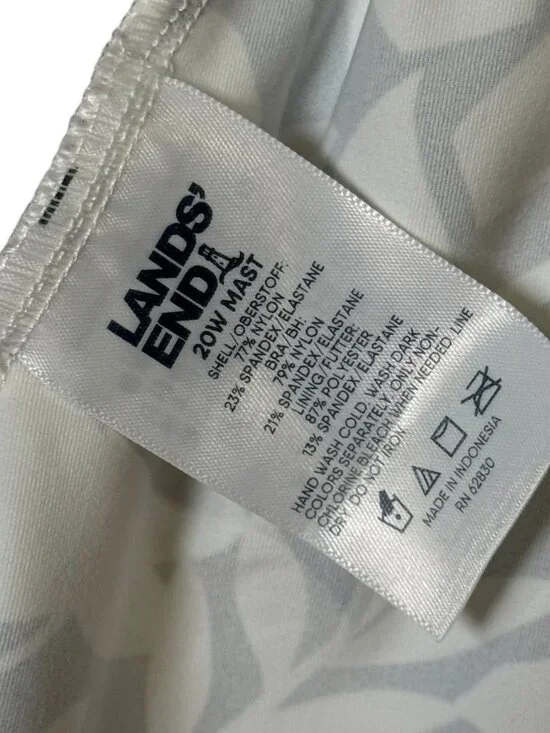 LANDS'
END
20W MAST
SHELL/OBERSTOFF:
77% NYLON
23% SPANDEX/ELASTANE
BRA/BH:
79% NYLON
21% SPANDEX/ELASTANE
LINING/FUTTER:
87% POLYESTER
13% SPANDEX/ELASTANE
HAND WASH COLD. WASH DARK
COLORS SEPARATELY. ONLY NON-
CHLORINE BLEACH WHEN NEEDED. LINE
DRY. DO NOT IRON.
MADE IN INDONESIA
RN 62830